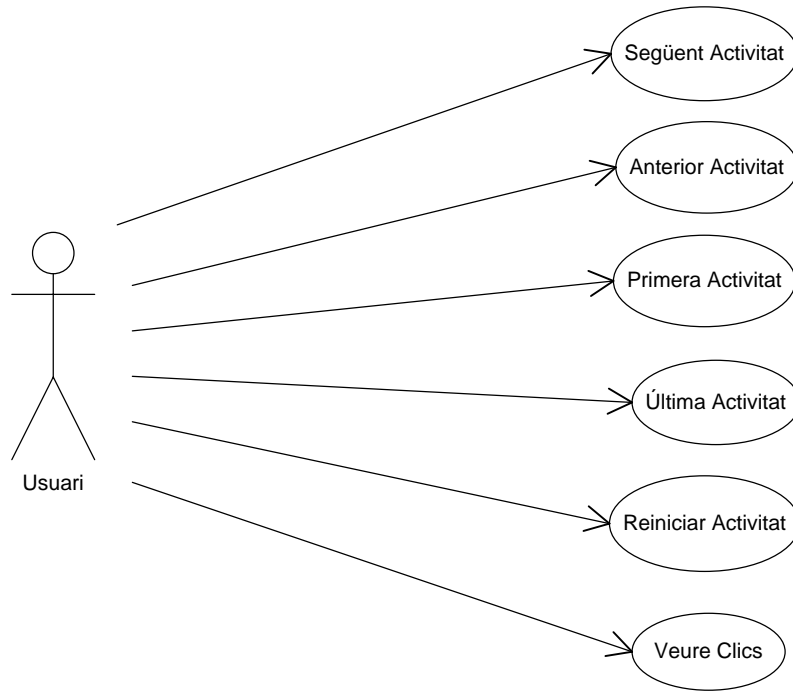 Següent Activitat
Anterior Activitat
Primera Activitat
Última Activitat
Usuari
Reiniciar Activitat
Veure Clics